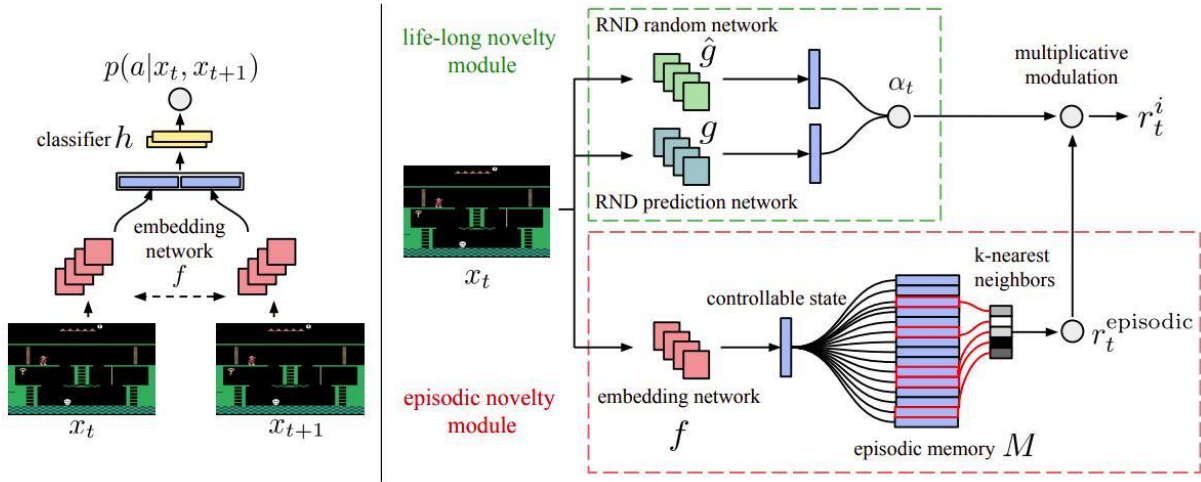 p(a|x_t, x_{t+1})
classifier h
embedding
network
f
x_t
x_{t+1}
life-long novelty
module
RND random network
ĝ
g
RND prediction network
α_t
multiplicative
modulation
r_t^i
x_t
episodic novelty
module
controllable state
embedding network
f
k-nearest
neighbors
r_t^{episodic}
episodic memory M